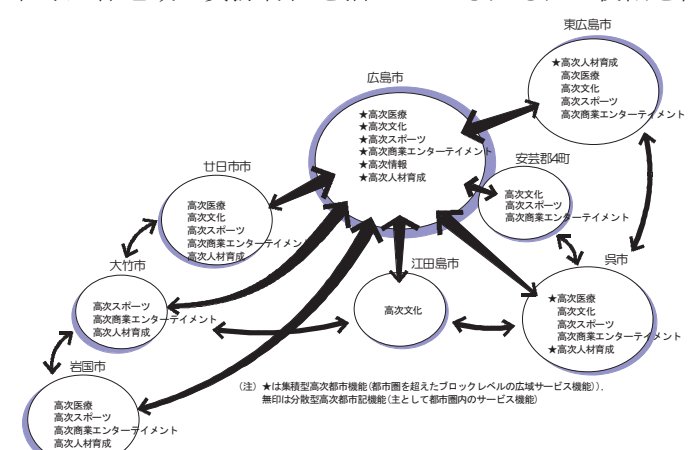 東広島市
★高次人材育成
高次医療
高次文化
高次スポーツ
高次商業エンターテイメント
広島市
★高次医療
★高次文化
★高次スポーツ
★高次商業エンターテイメント
★高次情報
★高次人材育成
安芸郡4町
高次文化
高次スポーツ
高次商業エンターテイメント
廿日市市
高次医療
高次文化
高次スポーツ
高次商業エンターテイメント
高次人材育成
大竹市
高次スポーツ
高次商業エンターテイメント
高次人材育成
江田島市
高次文化
呉市
★高次医療
高次文化
高次スポーツ
高次商業エンターテイメント
★高次人材育成
岩国市
高次医療
高次スポーツ
高次商業エンターテイメント
高次人材育成
(注) ★は集積型高次都市機能(都市圏を超えたブロックレベルの広域サービス機能)),
無印は分散型高次都市記機能(主として都市圏内のサービス機能)